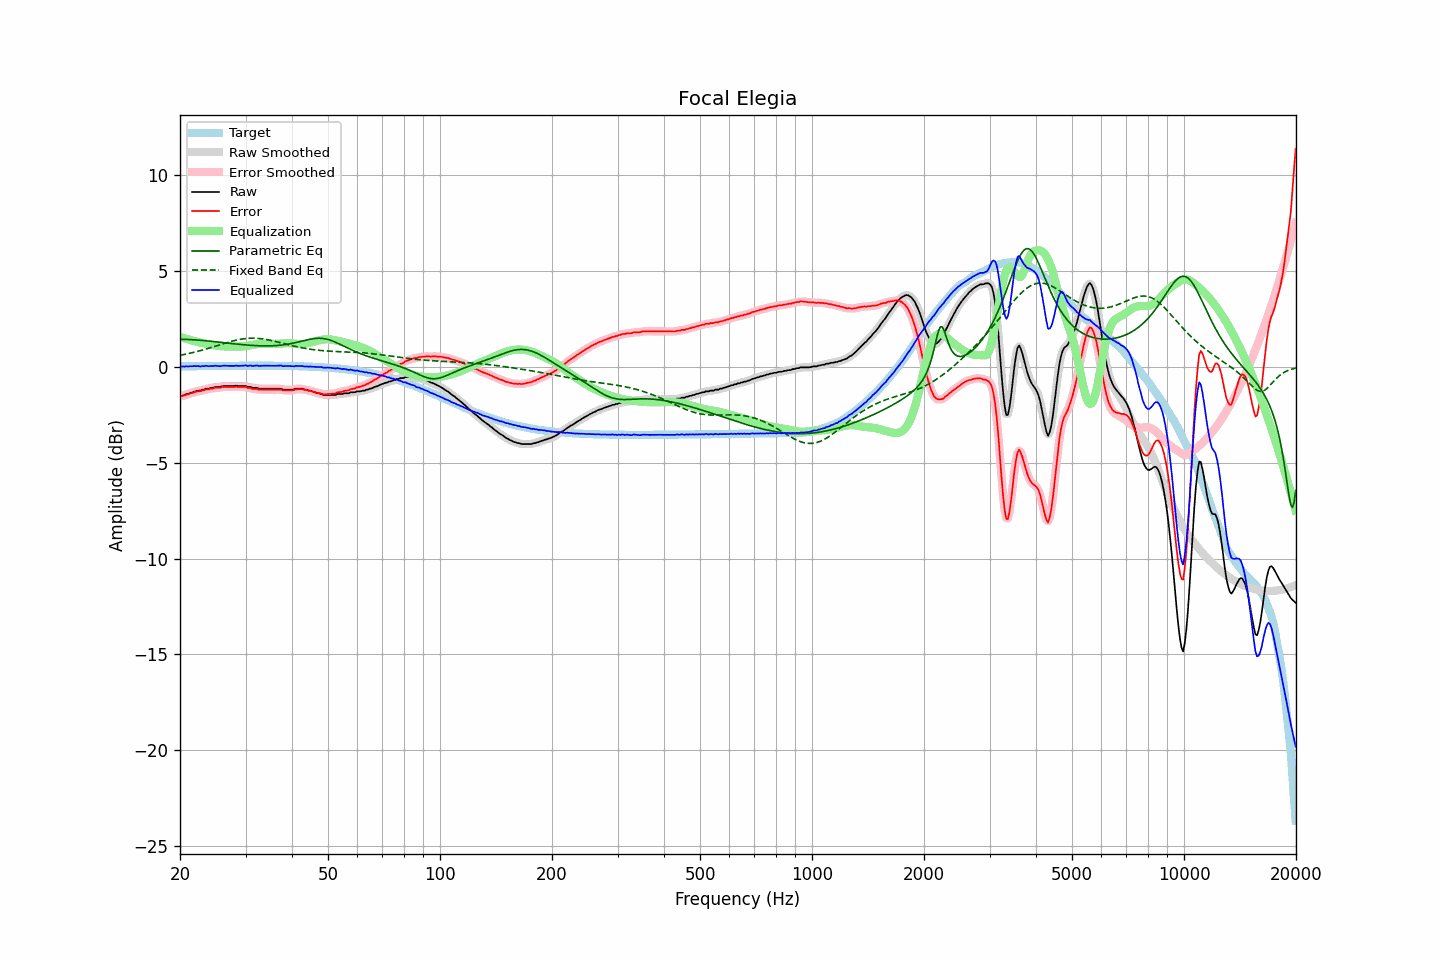 Focal Elegia
Target
Raw Smoothed
Error Smoothed
Raw
Error
Equalization
Parametric Eq
Fixed Band Eq
Equalized
10
5
0
−5
−10
−15
−20
−25
Amplitude (dBr)
20
50
100
200
500
1000
2000
5000
10000
20000
Frequency (Hz)